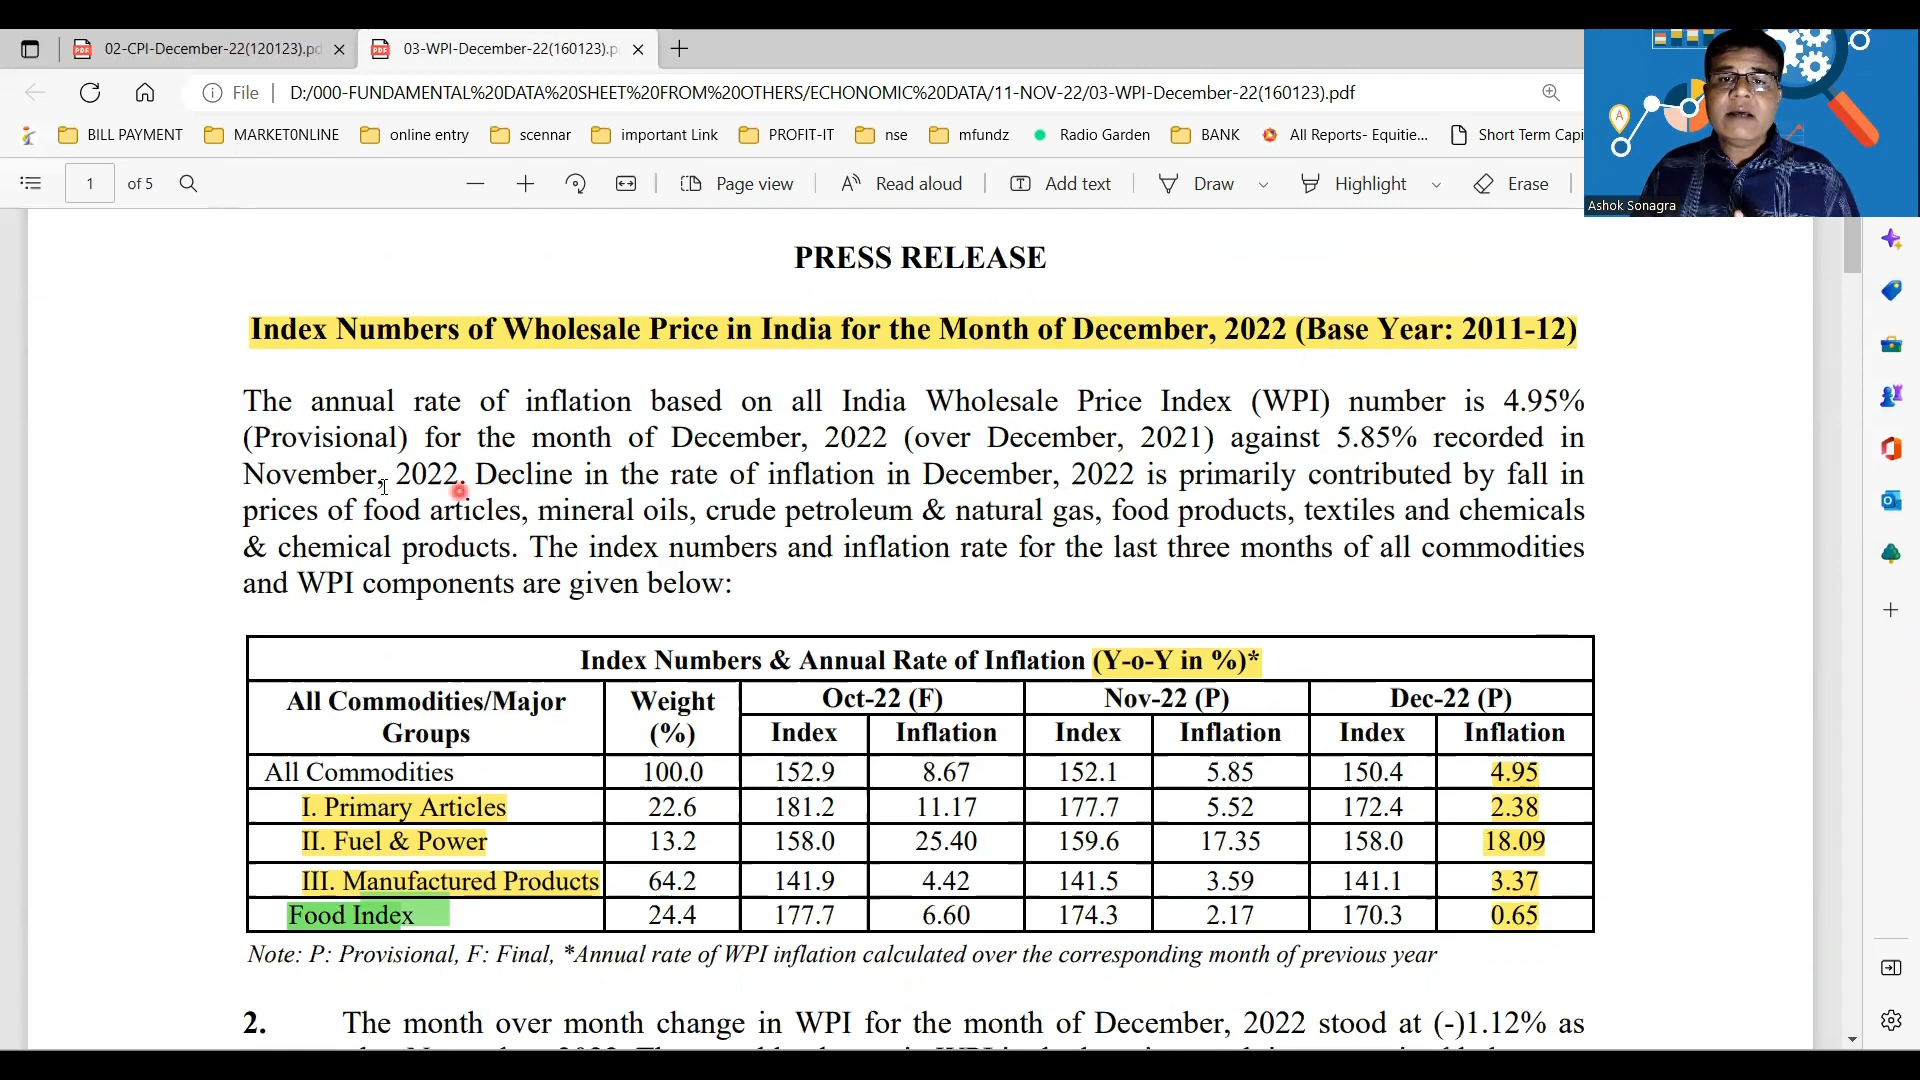 02-CPI-December-22(120123).pd
03-WPI-December-22(160123).p
File D:/000-FUNDAMENTAL%20DATA%20SHEET%20FROM%20OTHERS/ECHONOMIC%20DATA/11-NOV-22/03-WPI-December-22(160123).pdf
BILL PAYMENT MARKET0NLINE online entry scennar important Link PROFIT-IT nse mfundz Radio Garden BANK All Reports- Equitie... Short Term Capi
1 of 5 Page view Read aloud Add text Draw Highlight Erase
A
Ashok Sonagra
PRESS RELEASE
Index Numbers of Wholesale Price in India for the Month of December, 2022 (Base Year: 2011-12)
The annual rate of inflation based on all India Wholesale Price Index (WPI) number is 4.95%
(Provisional) for the month of December, 2022 (over December, 2021) against 5.85% recorded in
November, 2022. Decline in the rate of inflation in December, 2022 is primarily contributed by fall in
prices of food articles, mineral oils, crude petroleum & natural gas, food products, textiles and chemicals
& chemical products. The index numbers and inflation rate for the last three months of all commodities
and WPI components are given below:
Index Numbers & Annual Rate of Inflation (Y-o-Y in %)*
All Commodities/Major Groups Weight (%) Oct-22 (F) Nov-22 (P) Dec-22 (P)
Index Inflation Index Inflation Index Inflation
All Commodities 100.0 152.9 8.67 152.1 5.85 150.4 4.95
I. Primary Articles 22.6 181.2 11.17 177.7 5.52 172.4 2.38
II. Fuel & Power 13.2 158.0 25.40 159.6 17.35 158.0 18.09
III. Manufactured Products 64.2 141.9 4.42 141.5 3.59 141.1 3.37
Food Index 24.4 177.7 6.60 174.3 2.17 170.3 0.65
Note: P: Provisional, F: Final, *Annual rate of WPI inflation calculated over the corresponding month of previous year
2. The month over month change in WPI for the month of December, 2022 stood at (-)1.12% as